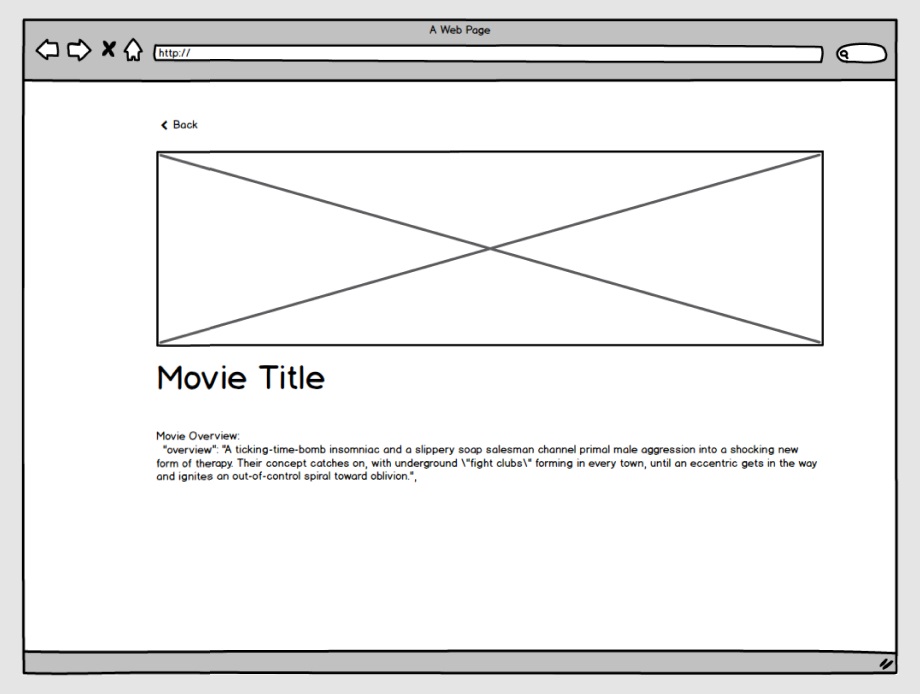 A Web Page
http://
Back
Movie Title
Movie Overview:
"overview": "A ticking-time-bomb insomniac and a slippery soap salesman channel primal male aggression into a shocking new
form of therapy. Their concept catches on, with underground \"fight clubs\" forming in every town, until an eccentric gets in the way
and ignites an out-of-control spiral toward oblivion.",